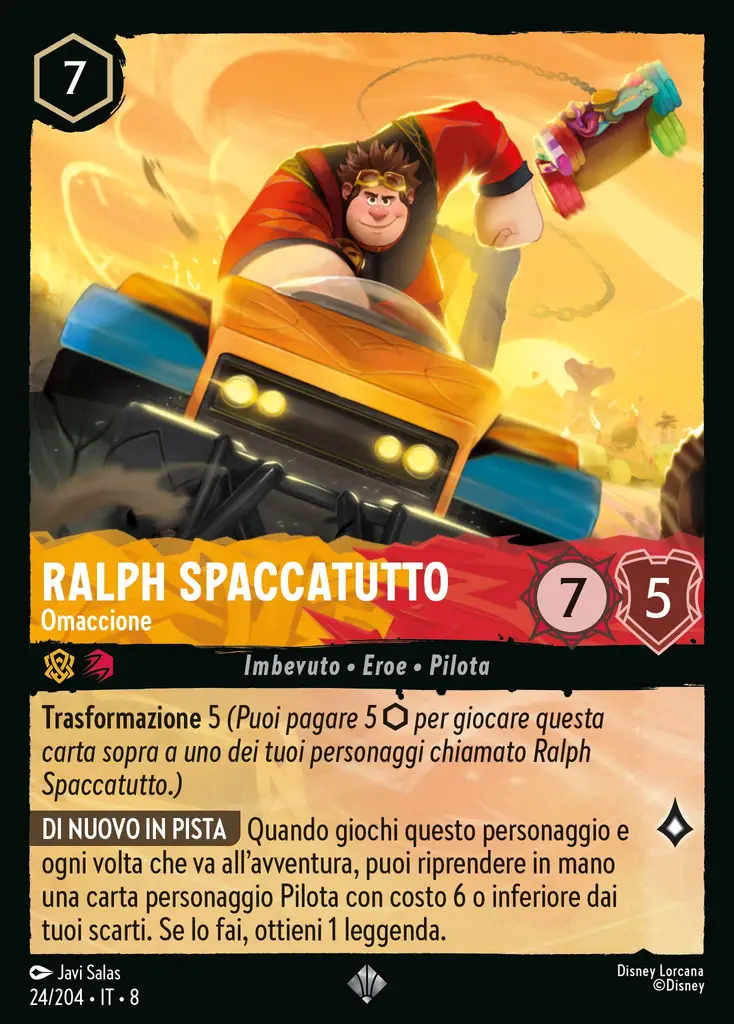 7
RALPH SPACCATUTTO
Omaccione
7
5
Imbevuto • Eroe • Pilota
Trasformazione 5 (Puoi pagare 5 ⬡ per giocare questa
carta sopra a uno dei tuoi personaggi chiamato Ralph
Spaccatutto.)
DI NUOVO IN PISTA Quando giochi questo personaggio e
ogni volta che va all'avventura, puoi riprendere in mano
una carta personaggio Pilota con costo 6 o inferiore dai
tuoi scarti. Se lo fai, ottieni 1 leggenda.
Javi Salas
24/204 • IT • 8
Disney Lorcana
©Disney